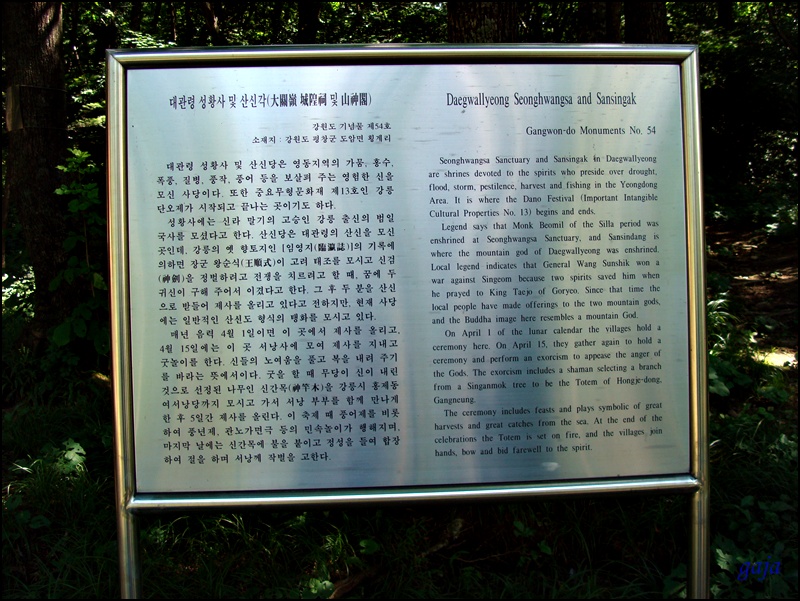 대관령 성황사 및 산신각(大關嶺 城隍祠 및 山神閣)
강원도 기념물 제54호
소재지 : 강원도 평창군 도암면 횡계리
대관령 성황사 및 산신당은 영동지역의 가뭄, 홍수,
폭풍, 질병, 풍작, 풍어 등을 보살펴 주는 영험한 신을
모신 사당이다. 또한 중요무형문화재 제13호인 강릉
단오제가 시작되고 끝나는 곳이기도 하다.
성황사에는 신라 말기의 고승인 강릉 출신의 범일
국사를 모셨다고 한다. 산신당은 대관령의 산신을 모신
곳인데, 강릉의 옛 향토지인 [임영지(臨瀛誌)]의 기록에
의하면 장군 왕순식(王順式)이 고려 태조를 모시고 신검
(神劍)을 정벌하려고 전쟁을 치르려고 할 때, 꿈에 두
귀신이 구해 주어서 이겼다고 한다. 그 후 두 분을 산신
으로 받들어 제사를 올리고 있다고 전하지만, 현재 사당
에는 일반적인 산신도 형식의 탱화를 모시고 있다.
매년 음력 4월 1일이면 이 곳에서 제사를 올리고,
4월 15일에는 이 곳 서낭사에 모여 제사를 지내고
굿놀이를 한다. 신들의 노여움을 풀고 복을 내려 주기
를 바라는 뜻에서이다. 굿을 할 때 무당이 신이 내린
것으로 선정된 나무인 신간목(神竿木)을 강릉시 홍제동
여서낭당까지 모시고 가서 서낭 부부를 함께 만나게
한 후 5일간 제사를 올린다. 이 축제 때 풍어제를 비롯
하여 풍년제, 관노가면극 등의 민속놀이가 행해지며,
마지막 날에는 신간목에 불을 붙이고 정성을 들여 합장
하여 절을 하며 서낭께 작별을 고한다.
Daegwallyeong Seonghwangsa and Sansingak
Gangwon-do Monuments No. 54
Seonghwangsa Sanctuary and Sansingak in Daegwallyeong
are shrines devoted to the spirits who preside over drought,
flood, storm, pestilence, harvest and fishing in the Yeongdong
Area. It is where the Dano Festival (Important Intangible
Cultural Properties No. 13) begins and ends.
Legend says that Monk Beomil of the Silla period was
enshrined at Seonghwangsa Sanctuary, and Sansindang is
where the mountain god of Daegwallyeong was enshrined.
Local legend indicates that General Wang Sunshik won a
war against Singeom because two spirits saved him when
he prayed to King Taejo of Goryeo. Since that time the
local people have made offerings to the two mountain gods,
and the Buddha image here resembles a mountain God.
On April 1 of the lunar calendar the villages hold a
ceremony here. On April 15, they gather again to hold a
ceremony and perform an exorcism to appease the anger of
the Gods. The exorcism includes a shaman selecting a branch
from a Singanmok tree to be the Totem of Hongje-dong,
Gangneung.
The ceremony includes feasts and plays symbolic of great
harvests and great catches from the sea. At the end of the
celebrations the Totem is set on fire, and the villages join
hands, bow and bid farewell to the spirit.
gaja